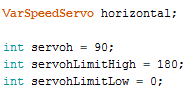 VarSpeedServo horizontal;
int servoh = 90;
int servohLimitHigh = 180;
int servohLimitLow = 0;